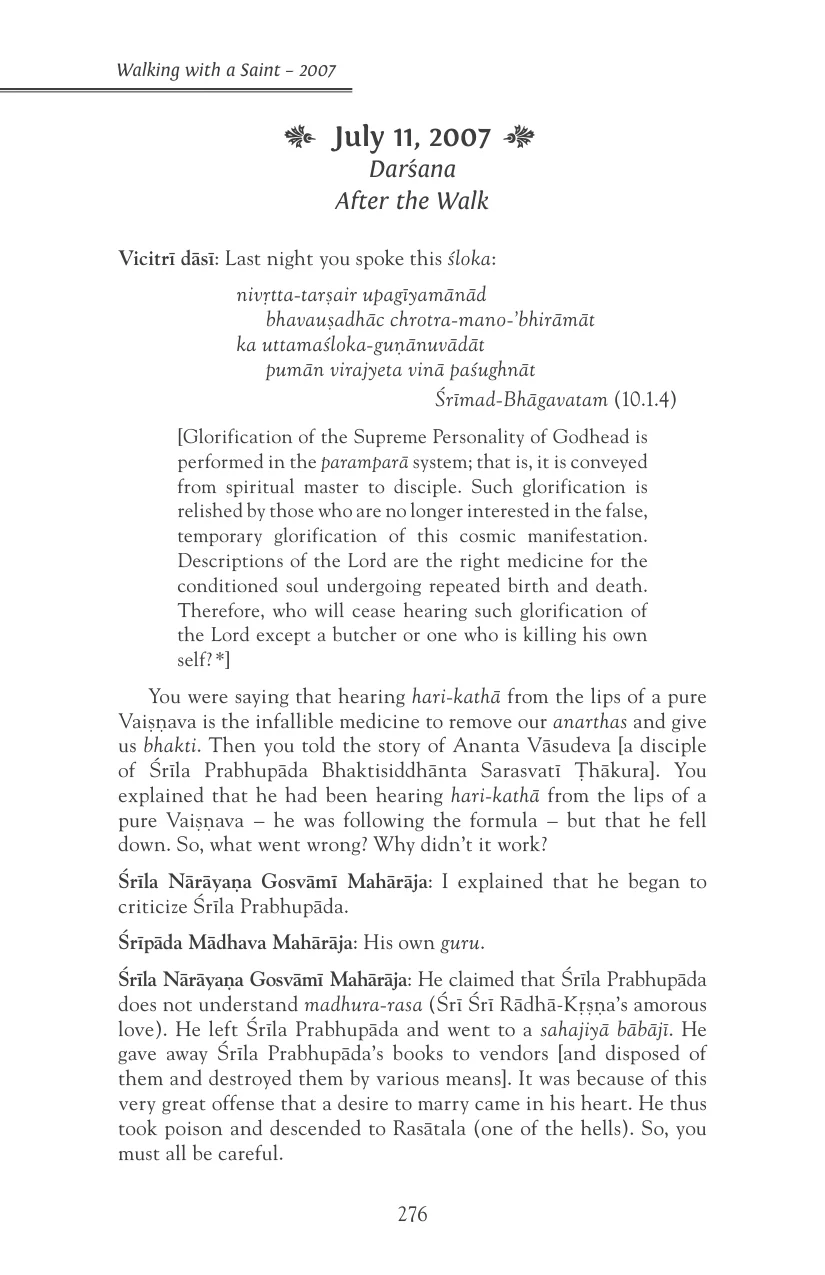 Walking with a Saint – 2007
July 11, 2007
Darśana
After the Walk
Vicitrī dāsī: Last night you spoke this śloka:
nivṛtta-tarṣair upagīyamānād
bhavauṣadhāc chrotra-mano-’bhirāmāt
ka uttamaśloka-guṇānuvādāt
pumān virajyeta vinā paśughnāt
Śrīmad-Bhāgavatam (10.1.4)
[Glorification of the Supreme Personality of Godhead is
performed in the paramparā system; that is, it is conveyed
from spiritual master to disciple. Such glorification is
relished by those who are no longer interested in the false,
temporary glorification of this cosmic manifestation.
Descriptions of the Lord are the right medicine for the
conditioned soul undergoing repeated birth and death.
Therefore, who will cease hearing such glorification of
the Lord except a butcher or one who is killing his own
self?*]
You were saying that hearing hari-kathā from the lips of a pure
Vaiṣṇava is the infallible medicine to remove our anarthas and give
us bhakti. Then you told the story of Ananta Vāsudeva [a disciple
of Śrīla Prabhupāda Bhaktisiddhānta Sarasvatī Ṭhākura]. You
explained that he had been hearing hari-kathā from the lips of a
pure Vaiṣṇava – he was following the formula – but that he fell
down. So, what went wrong? Why didn’t it work?
Śrīla Nārāyaṇa Gosvāmī Mahārāja: I explained that he began to
criticize Śrīla Prabhupāda.
Śrīpāda Mādhava Mahārāja: His own guru.
Śrīla Nārāyaṇa Gosvāmī Mahārāja: He claimed that Śrīla Prabhupāda
does not understand madhura-rasa (Śrī Śrī Rādhā-Kṛṣṇa’s amorous
love). He left Śrīla Prabhupāda and went to a sahajiyā bābājī. He
gave away Śrīla Prabhupāda’s books to vendors [and disposed of
them and destroyed them by various means]. It was because of this
very great offense that a desire to marry came in his heart. He thus
took poison and descended to Rasātala (one of the hells). So, you
must all be careful.
276